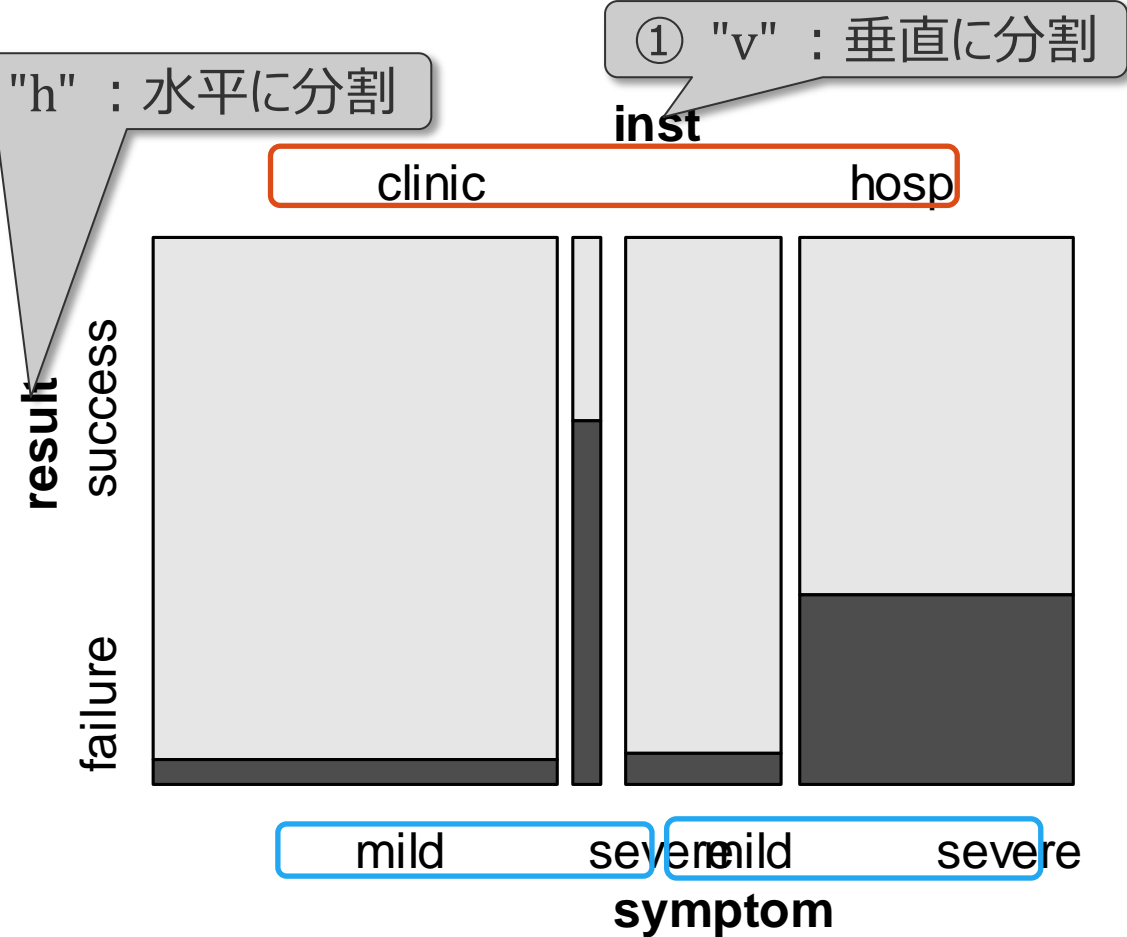 ① "v" ：垂直に分割
"h" ：水平に分割
inst
clinic hosp
result
success
failure
mild severe mild severe
symptom